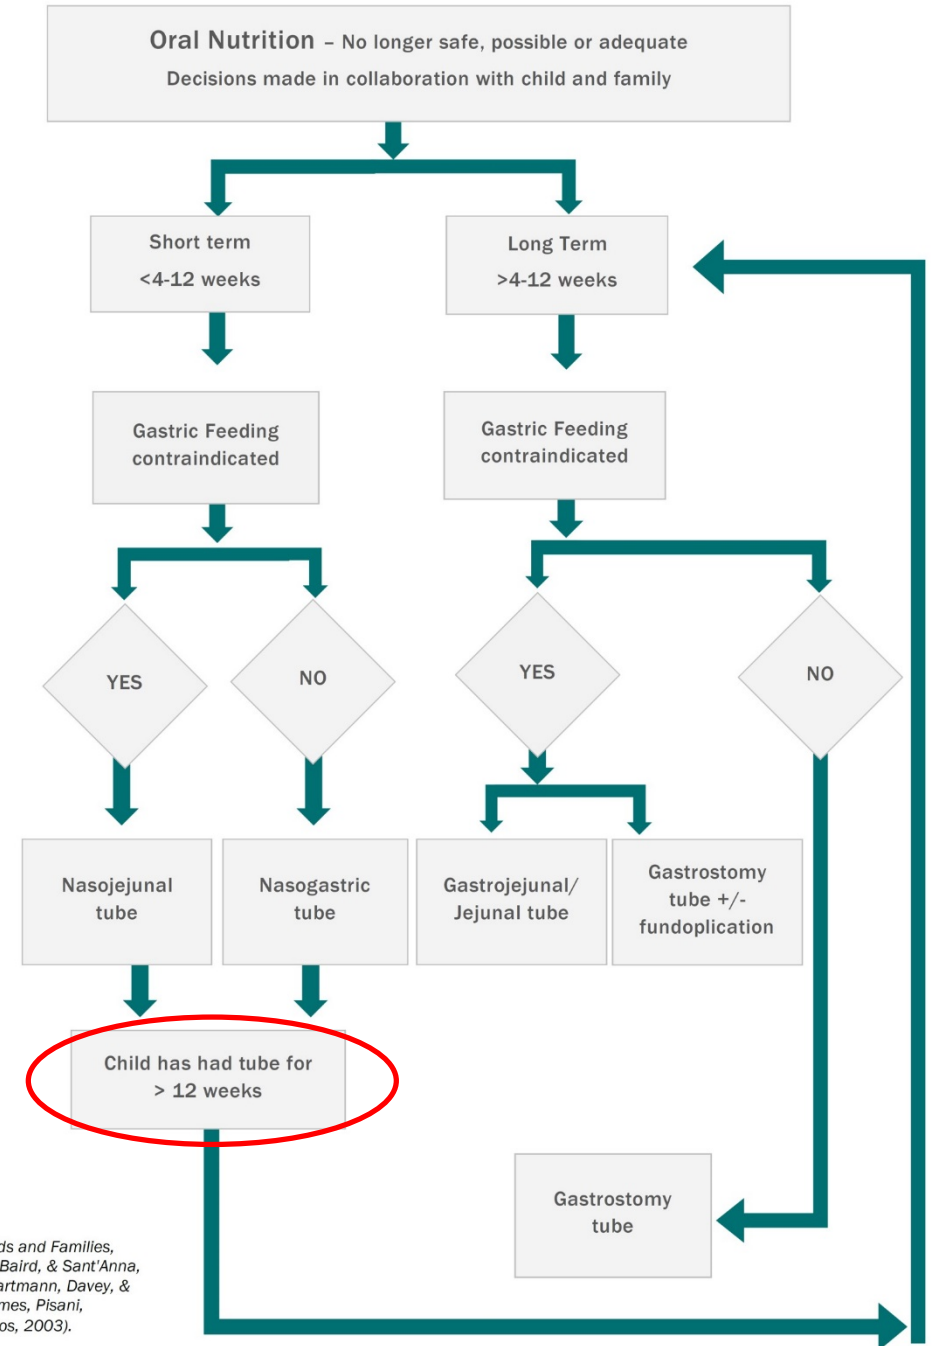 Oral Nutrition – No longer safe, possible or adequate
Decisions made in collaboration with child and family
Short term
<4-12 weeks
Long Term
>4-12 weeks
Gastric Feeding
contraindicated
Gastric Feeding
contraindicated
YES
NO
YES
NO
Nasojejunal
tube
Nasogastric
tube
Gastrojejunal/
Jejunal tube
Gastrostomy
tube +/-
fundoplication
Child has had tube for
> 12 weeks
Gastrostomy
tube
ds and Families,
Baird, & Sant'Anna,
artmann, Davey, &
mes, Pisani,
os, 2003).